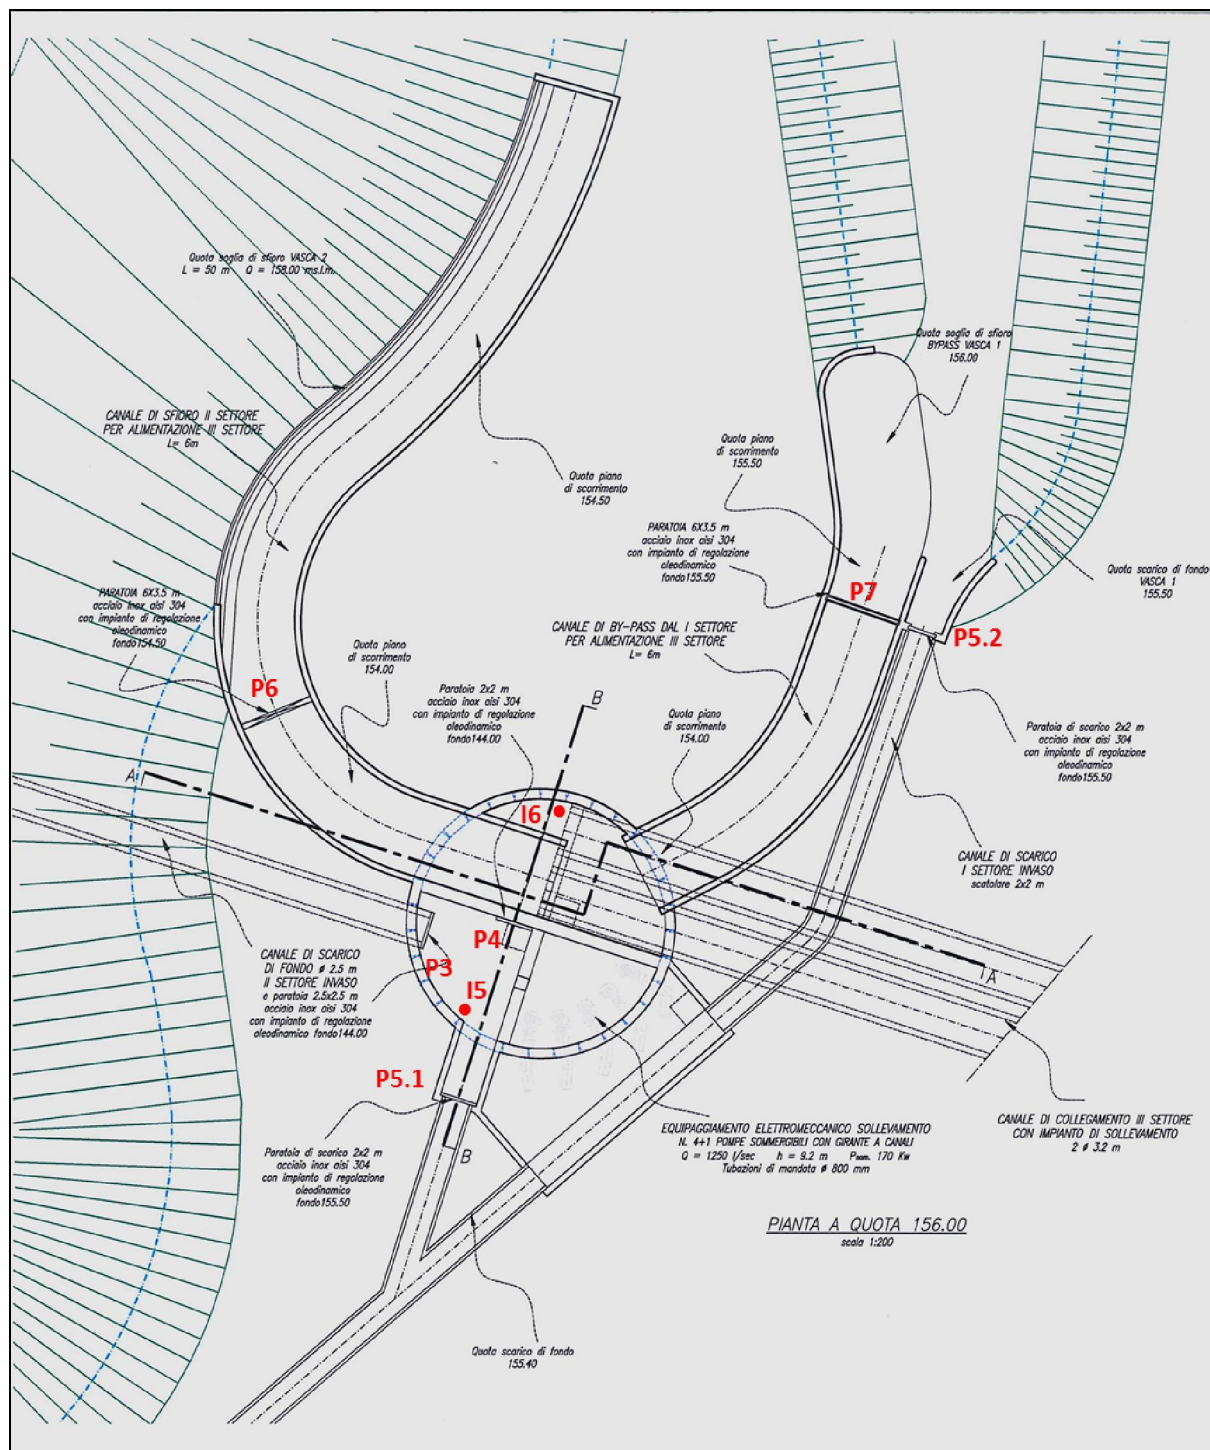 Quota soglia di sfioro VASCA 2
L = 50 m Q = 158.00 ms.l.m.
CANALE DI SFIORO II SETTORE
PER ALIMENTAZIONE III SETTORE
L= 6m
Quota piano
di scorrimento
154.50
Quota soglia di sfioro
BYPASS VASCA 1
156.00
Quota piano
di scorrimento
155.50
PARATOIA 6X3.5 m
acciaio inox aisi 304
con impianto di regolazione
oleodinamico
fondo155.50
Quota scarico di fondo
VASCA 1
155.50
PARATOIA 6X3.5 m
acciaio inox aisi 304
con impianto di regolazione
oleodinamico
fondo154.50
P7
P5.2
CANALE DI BY-PASS DAL I SETTORE
PER ALIMENTAZIONE III SETTORE
L= 6m
Quota piano
di scorrimento
154.00
P6
Paratoia 2x2 m
acciaio inox aisi 304
con impianto di regolazione
oleodinamico
fondo144.00
B
Quota piano
di scorrimento
154.00
Paratoia di scarico 2x2 m
acciaio inox aisi 304
con impianto di regolazione
oleodinamico
fondo155.50
A
I6
CANALE DI SCARICO
I SETTORE INVASO
scatolare 2x2 m
P4
CANALE DI SCARICO
DI FONDO ø 2.5 m
II SETTORE INVASO
e paratoia 2.5x2.5 m
acciaio inox aisi 304
con impianto di regolazione
oleodinamico fondo144.00
P3
I5
A
P5.1
EQUIPAGGIAMENTO ELETTROMECCANICO SOLLEVAMENTO
N. 4+1 POMPE SOMMERGIBILI CON GIRANTE A CANALI
Q = 1250 l/sec h = 9.2 m Pnom. 170 Kw
Tubazioni di mandata ø 800 mm
CANALE DI COLLEGAMENTO III SETTORE
CON IMPIANTO DI SOLLEVAMENTO
2 ø 3.2 m
B
Paratoia di scarico 2x2 m
acciaio inox aisi 304
con impianto di regolazione
oleodinamico
fondo155.50
PIANTA A QUOTA 156.00
scala 1:200
Quota scarico di fondo
155.40